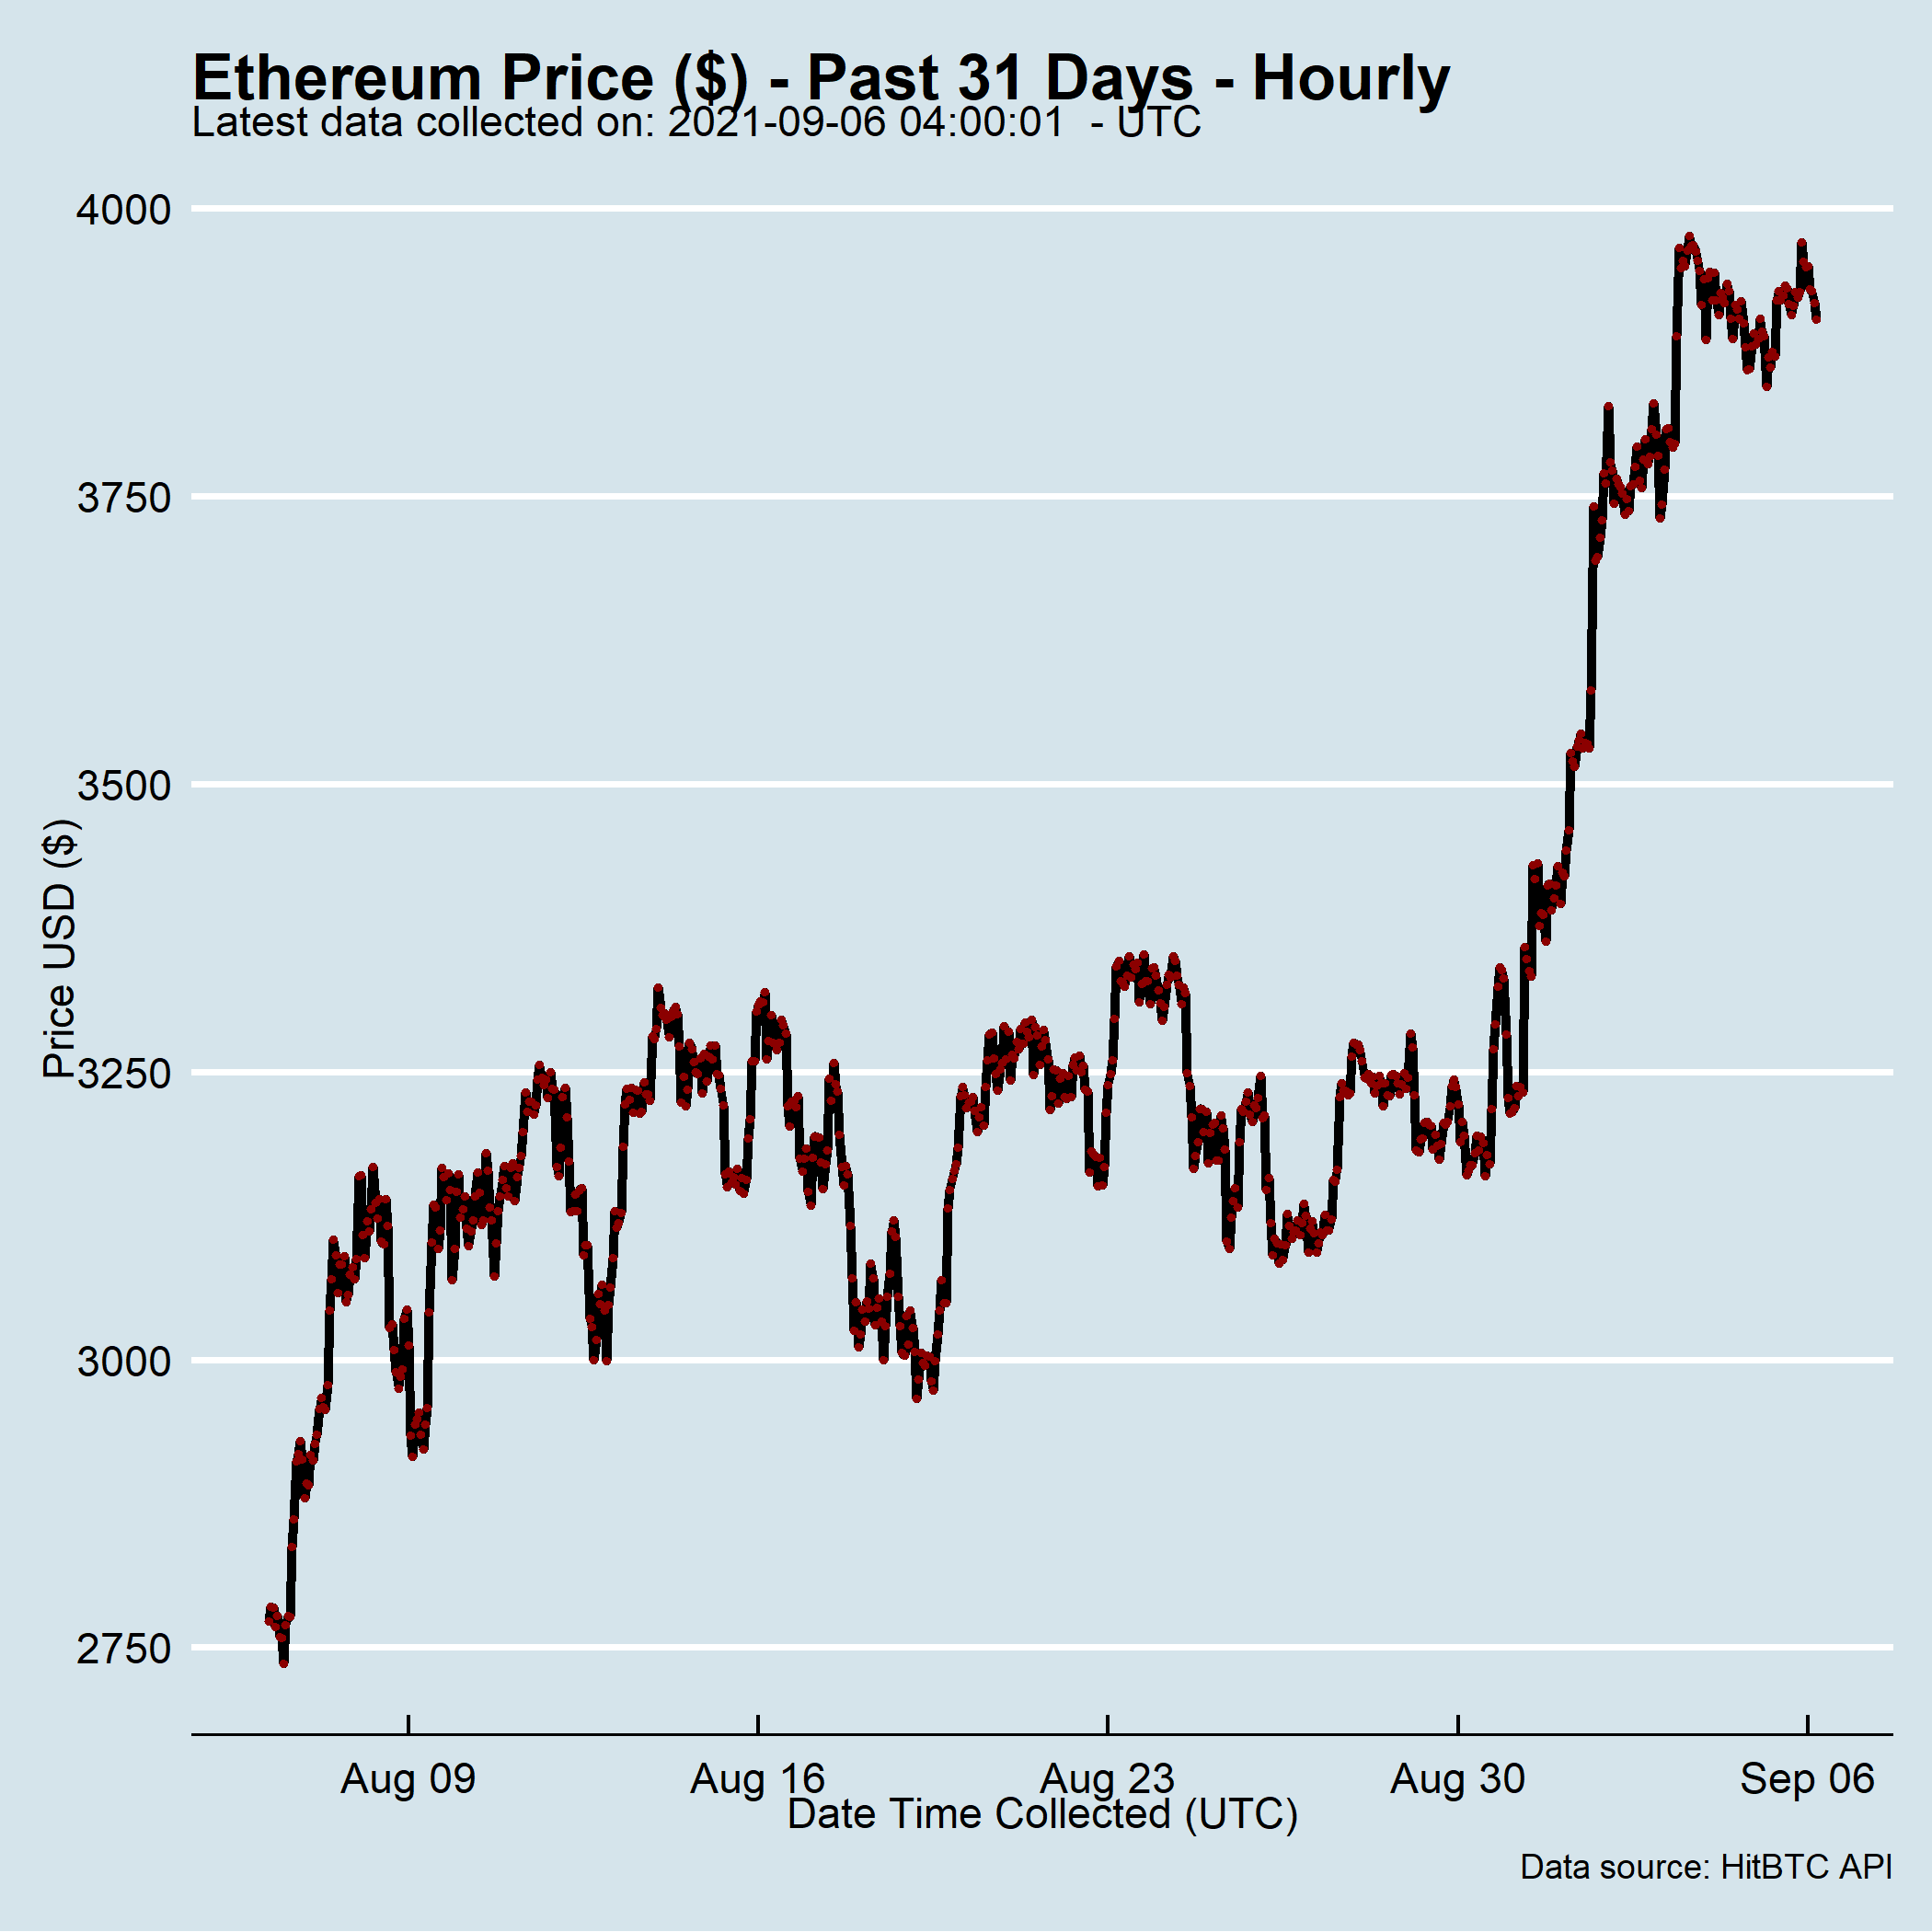 Ethereum Price ($) - Past 31 Days - Hourly
Latest data collected on: 2021-09-06 04:00:01  - UTC
4000
3750
3500
3250
3000
2750
Price USD ($)
Aug 09
Aug 16
Aug 23
Aug 30
Sep 06
Date Time Collected (UTC)
Data source: HitBTC API